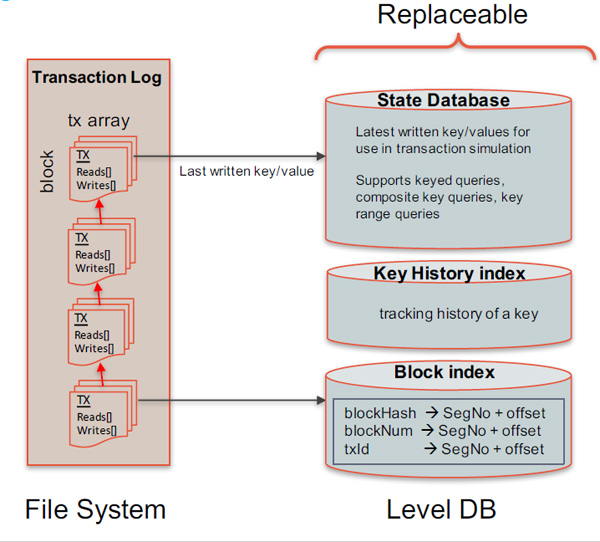 Replaceable
Transaction Log
tx array
block
TX
Reads[]
Writes[]
TX
Reads[]
Writes[]
TX
Reads[]
Writes[]
TX
Reads[]
Writes[]
Last written key/value
State Database
Latest written key/values for
use in transaction simulation
Supports keyed queries,
composite key queries, key
range queries
Key History index
tracking history of a key
Block index
blockHash → SegNo + offset
blockNum → SegNo + offset
txId → SegNo + offset
File System
Level DB